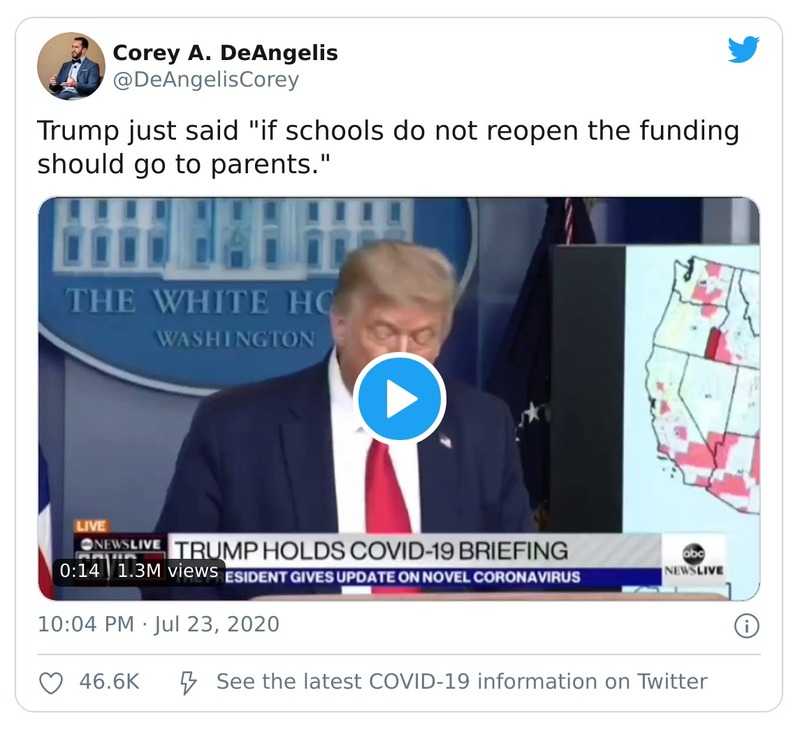 Corey A. DeAngelis
@DeAngelisCorey
Trump just said "if schools do not reopen the funding
should go to parents."
THE WHITE HO
WASHINGTON
LIVE
abc NEWSLIVE
TRUMP HOLDS COVID-19 BRIEFING
0:14 1.3M views
ESIDENT GIVES UPDATE ON NOVEL CORONAVIRUS
abc
NEWSLIVE
10:04 PM · Jul 23, 2020
46.6K
See the latest COVID-19 information on Twitter